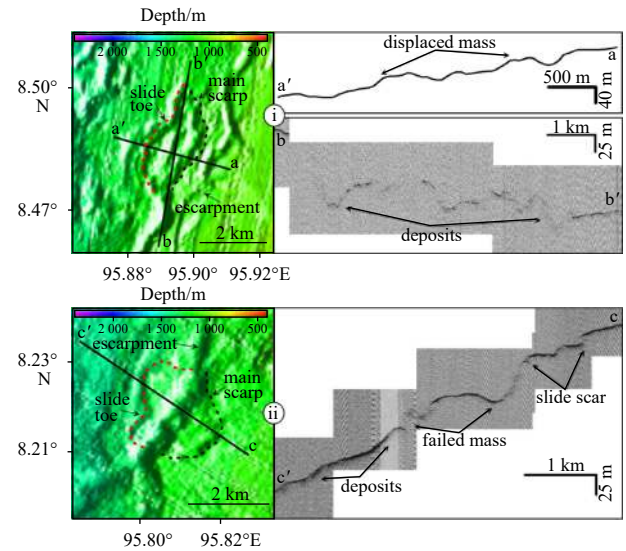 Depth/m
2 000 1 500 1 000 500
b′
8.50°
N
slide
toe
main
scarp
a′
a
escarpment
8.47°
b
2 km
95.88° 95.90° 95.92°E
i
displaced mass
a
a′
500 m
40 m
1 km
25 m
b
b′
deposits
Depth/m
2 000 1 500 1 000 500
c′
escarpment
8.23°
N
main
scarp
slide
toe
8.21°
c
2 km
95.80° 95.82°E
ii
c
slide scar
failed mass
c′
deposits
1 km
25 m